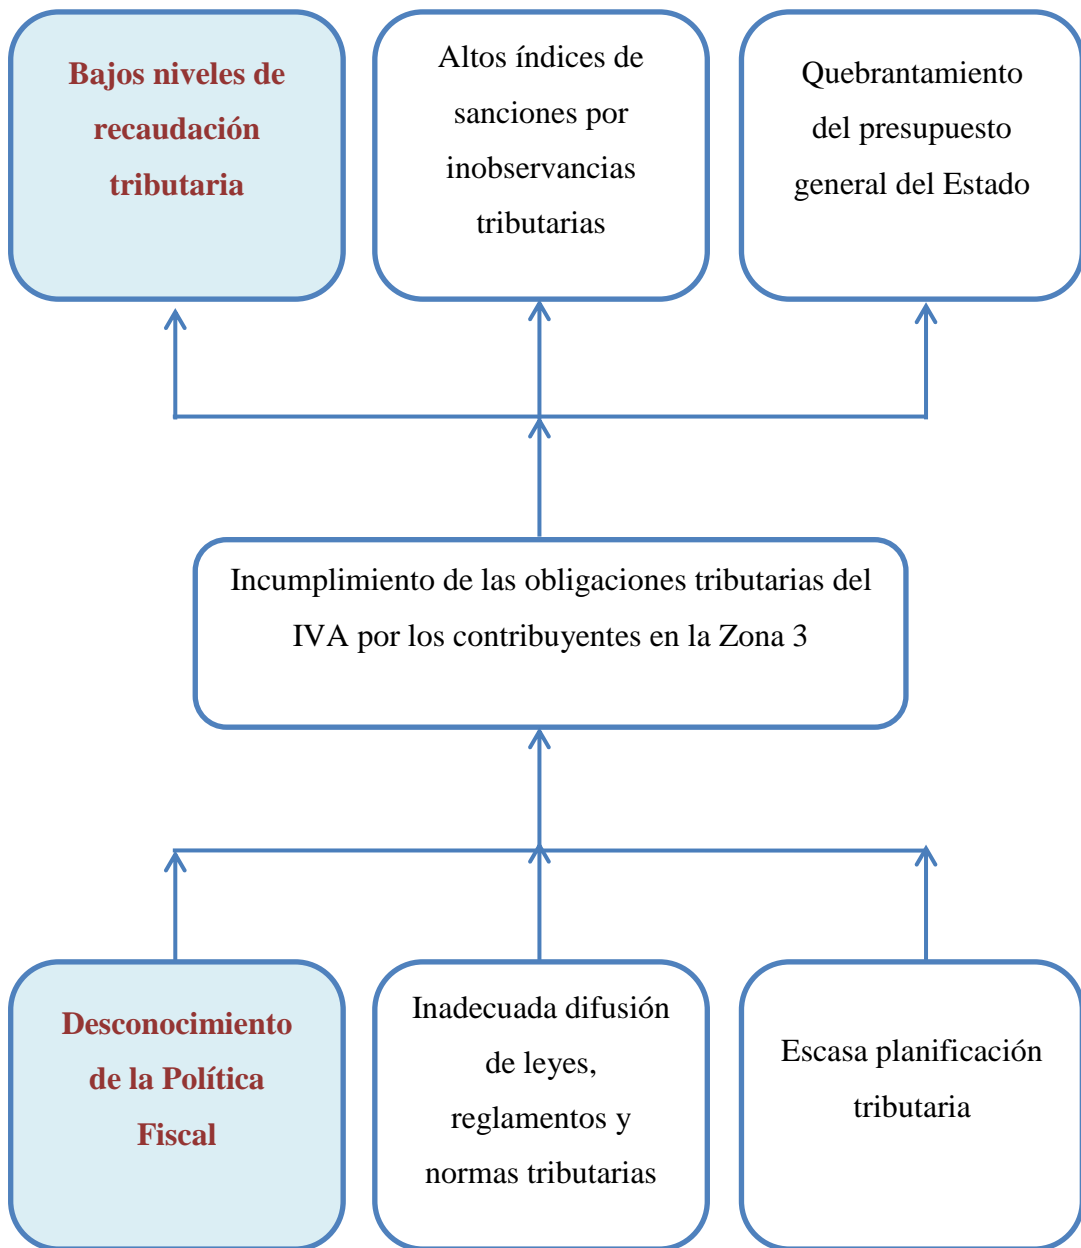 Bajos niveles de
recaudación
tributaria
Altos índices de
sanciones por
inobservancias
tributarias
Quebrantamiento
del presupuesto
general del Estado
Incumplimiento de las obligaciones tributarias del
IVA por los contribuyentes en la Zona 3
Desconocimiento
de la Política
Fiscal
Inadecuada difusión
de leyes,
reglamentos y
normas tributarias
Escasa planificación
tributaria